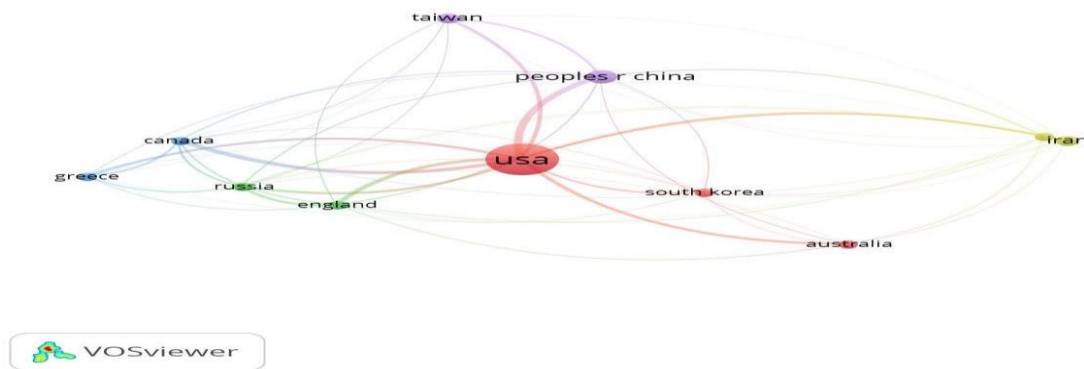 taiwan
peoples r china
canada
usa
iran
greece
russia
south korea
england
australia
VOSviewer